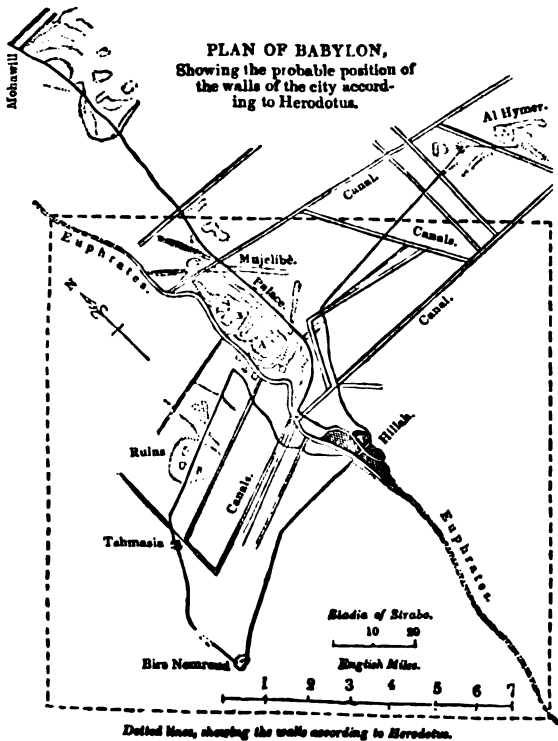 PLAN OF BABYLON,
Showing the probable position of
the walls of the city accord-
ing to Herodotus.
Mohawill
Al Hymer.
Canal.
Canals.
Euphrates.
Mujelibè.
Palace.
Canal.
N
Hillah.
Ruins
Canals.
Euphrates.
Tahmasia
Stadia of Strabo.
10 20
Birs Nemroud
English Miles.
1 2 3 4 5 6 7
Dotted lines, shewing the walls according to Herodotus.